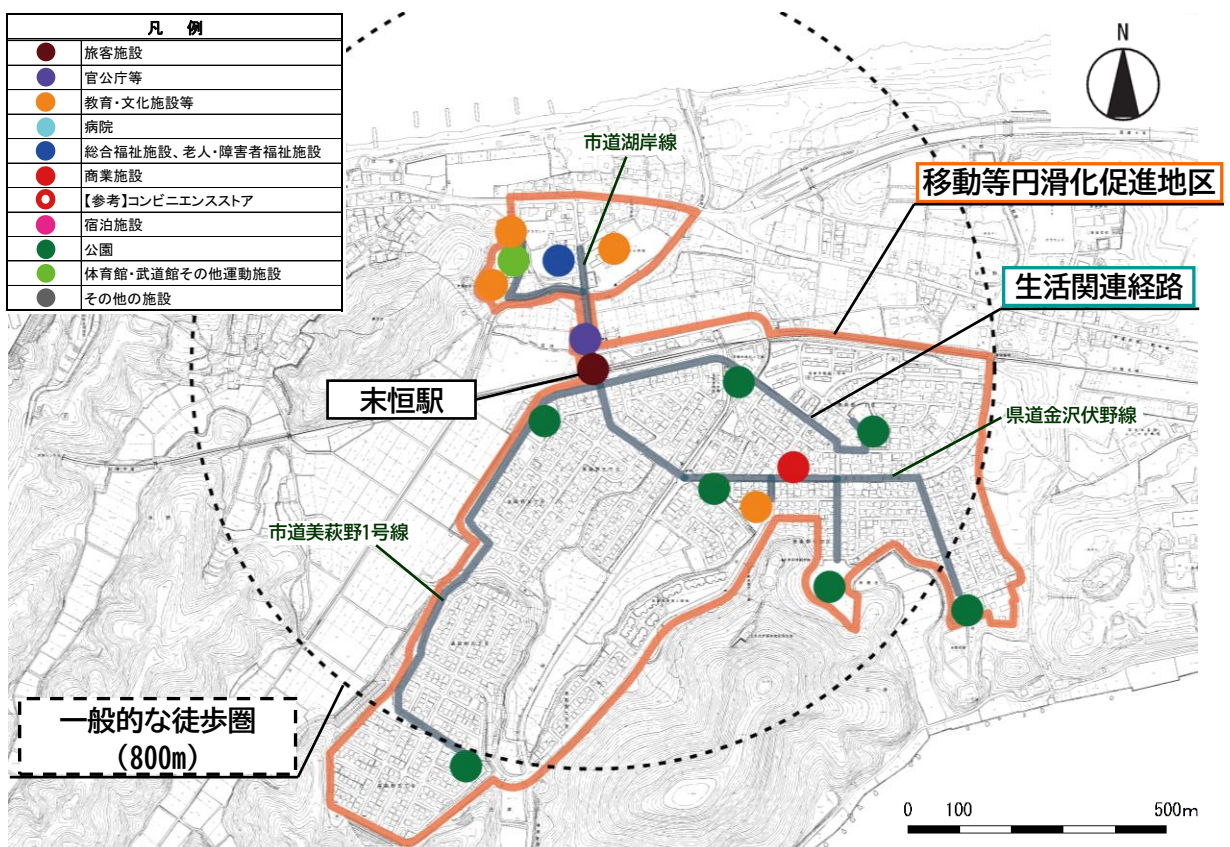 凡 例
旅客施設
官公庁等
教育・文化施設等
病院
総合福祉施設、老人・障害者福祉施設
商業施設
【参考】コンビニエンスストア
宿泊施設
公園
体育館・武道館その他運動施設
その他の施設
N
市道湖岸線
移動等円滑化促進地区
生活関連経路
末恒駅
県道金沢伏野線
市道美萩野1号線
一般的な徒歩圏
(800m)
0 100 500m